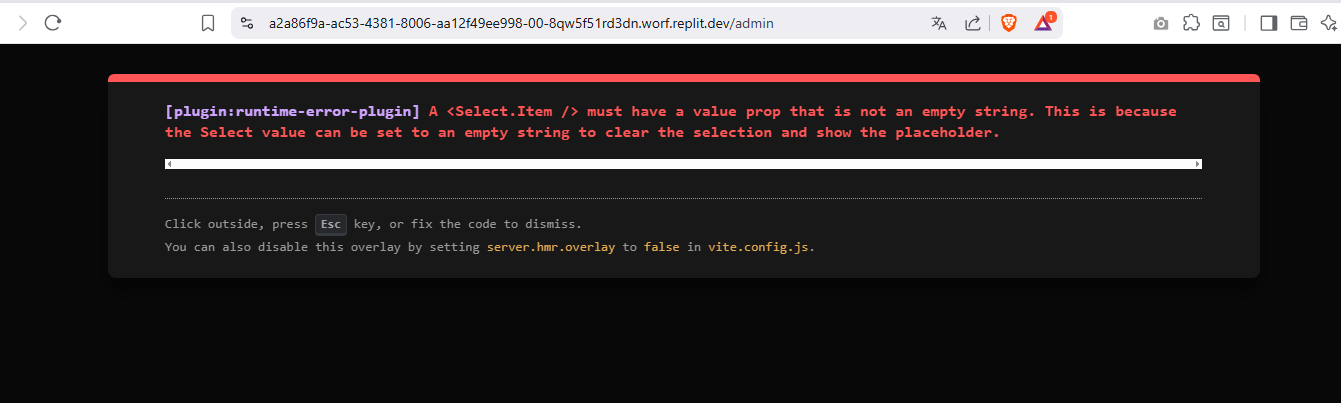 a2a86f9a-ac53-4381-8006-aa12f49ee998-00-8qw5f51rd3dn.worf.replit.dev/admin
1
[plugin:runtime-error-plugin] A <Select.Item /> must have a value prop that is not an empty string. This is because
the Select value can be set to an empty string to clear the selection and show the placeholder.
Click outside, press Esc key, or fix the code to dismiss.
You can also disable this overlay by setting server.hmr.overlay to false in vite.config.js.